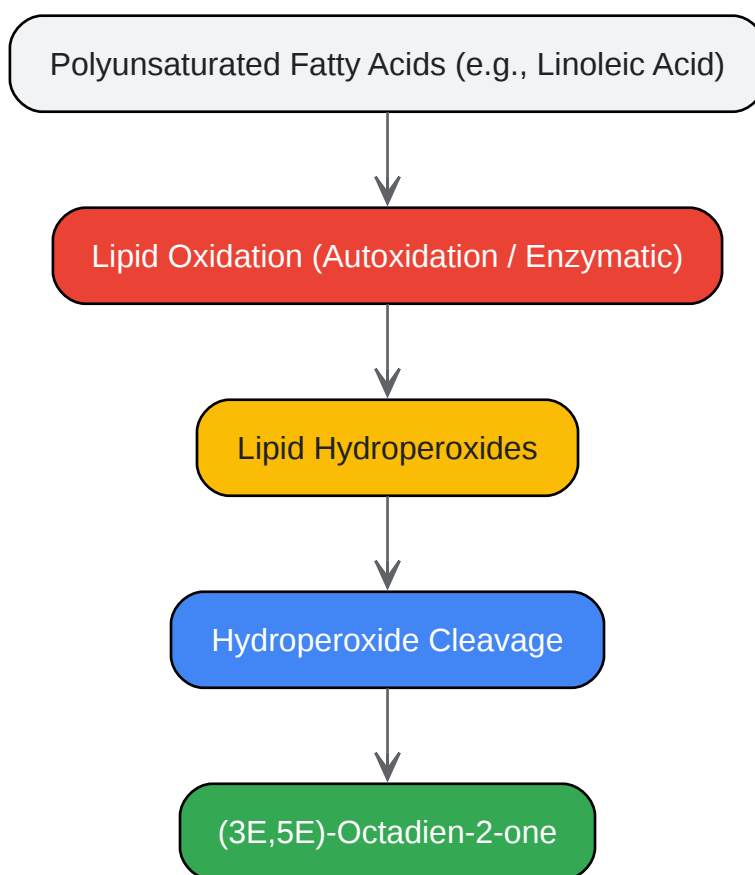 Polyunsaturated Fatty Acids (e.g., Linoleic Acid)
Lipid Oxidation (Autoxidation / Enzymatic)
Lipid Hydroperoxides
Hydroperoxide Cleavage
(3E,5E)-Octadien-2-one